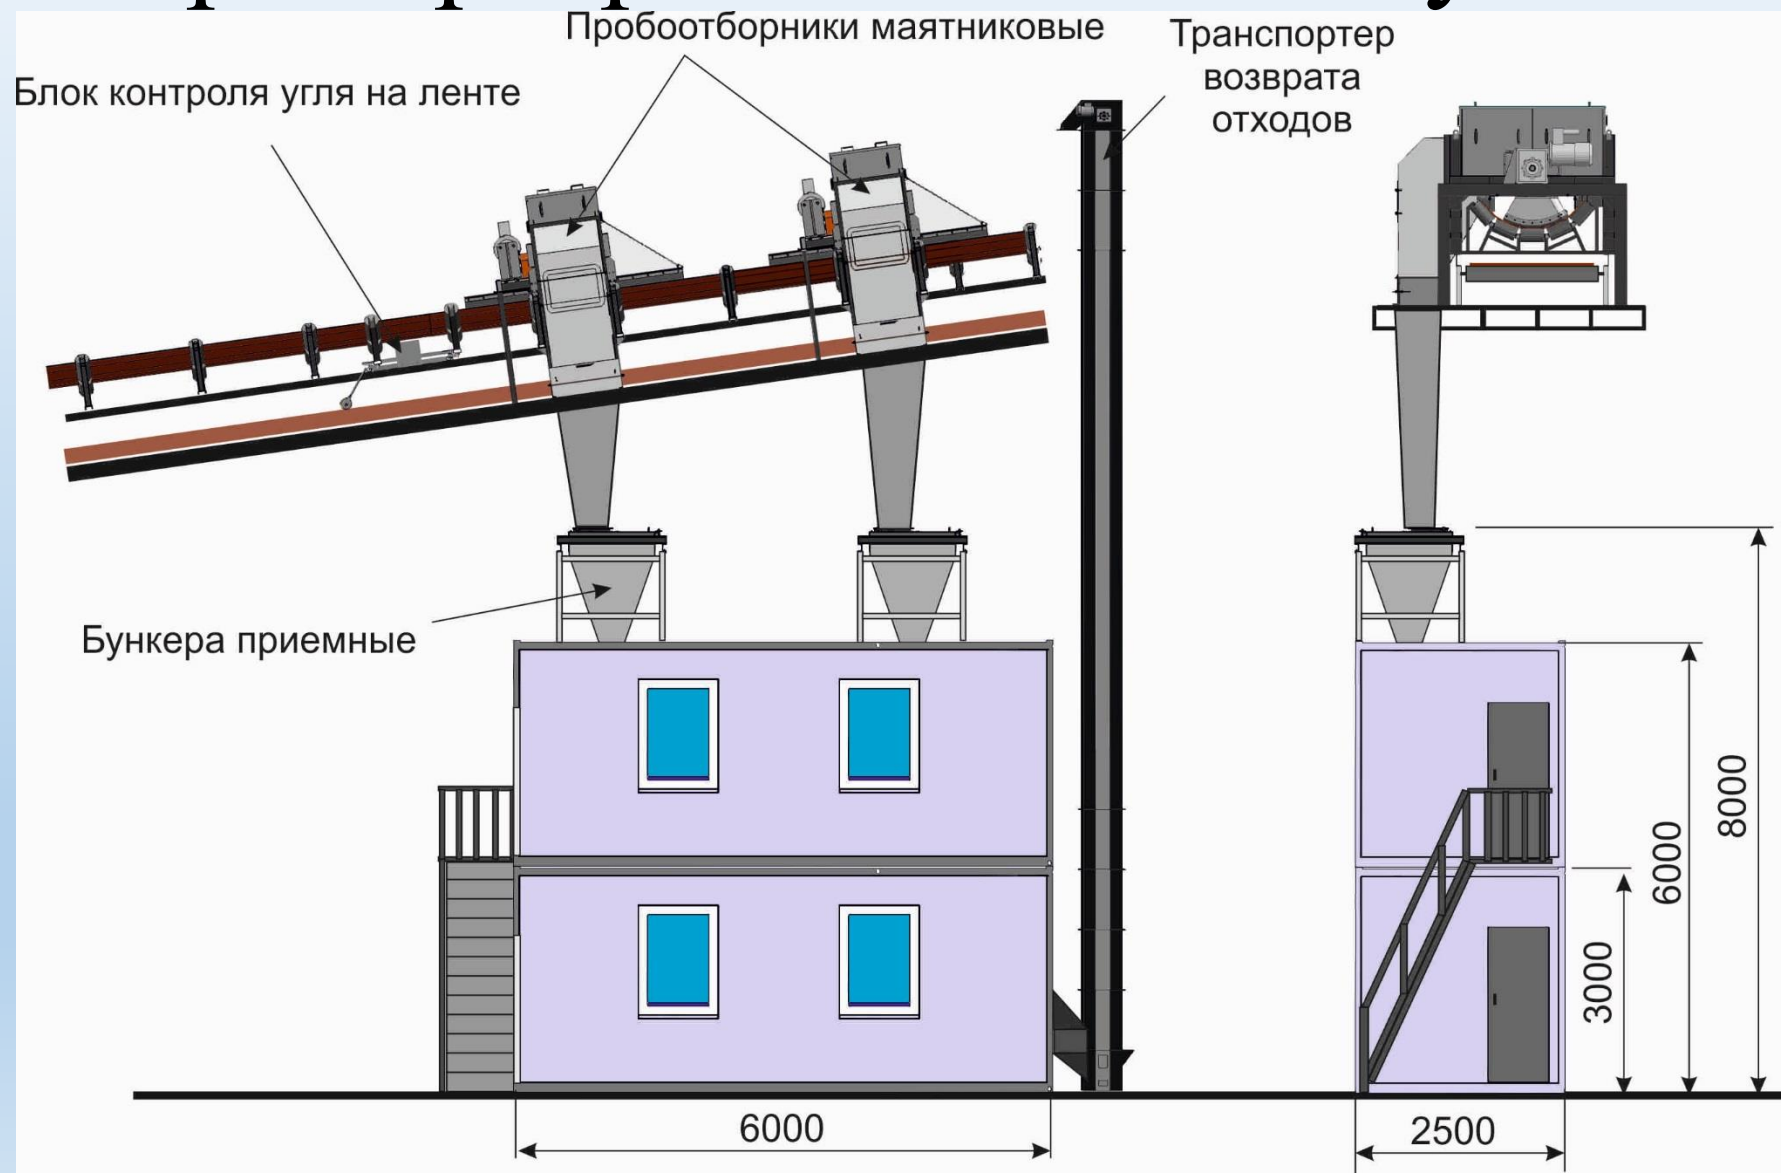 Пробоотборники маятниковые
Транспортер
возврата
отходов
Блок контроля угля на ленте
Бункера приемные
8000
6000
3000
6000
2500